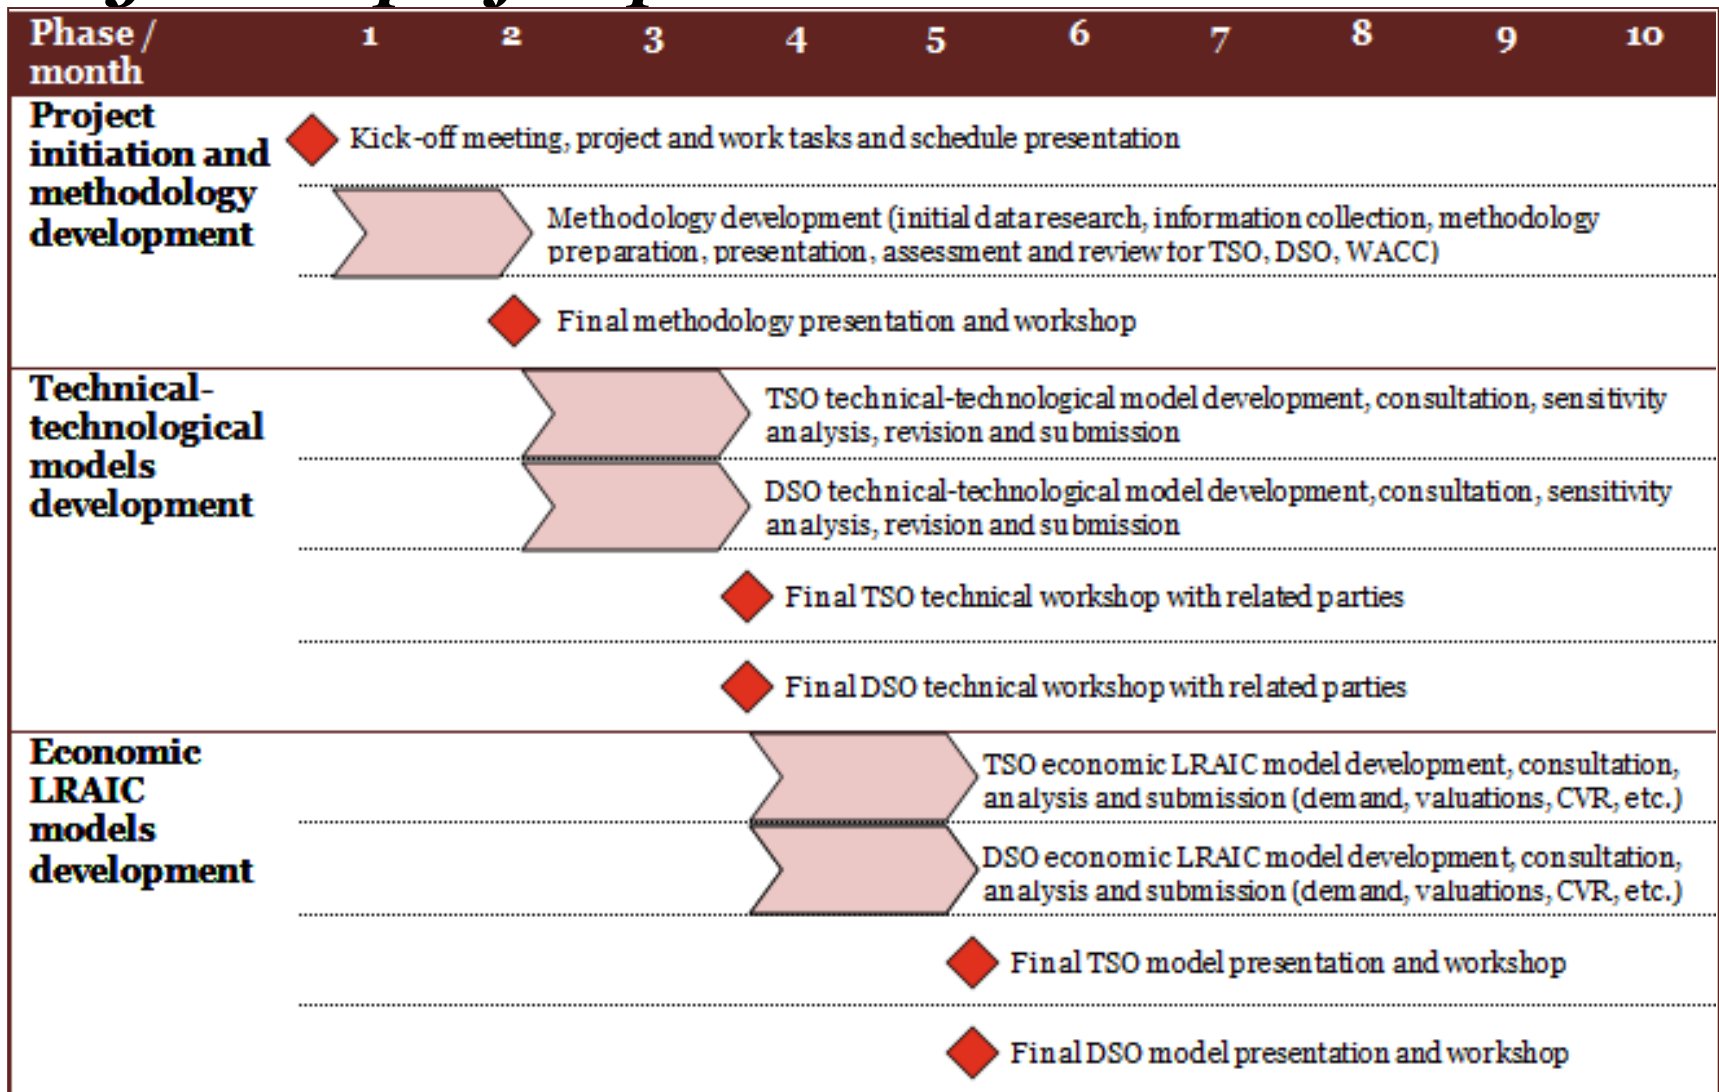 Phase / 1 2 3 4 5 6 7 8 9 10
month
Project
initiation and
methodology
development
Kick-off meeting, project and work tasks and schedule presentation
Methodology development (initial data research, information collection, methodology
preparation, presentation, assessment and review for TSO, DSO, WACC)
Final methodology presentation and workshop
Technical-
technological
models
development
TSO technical-technological model development, consultation, sensitivity
analysis, revision and submission
DSO technical-technological model development, consultation, sensitivity
analysis, revision and submission
Final TSO technical workshop with related parties
Final DSO technical workshop with related parties
Economic
LRAIC
models
development
TSO economic LRAIC model development, consultation,
analysis and submission (demand, valuations, CVR, etc.)
DSO economic LRAIC model development, consultation,
analysis and submission (demand, valuations, CVR, etc.)
Final TSO model presentation and workshop
Final DSO model presentation and workshop